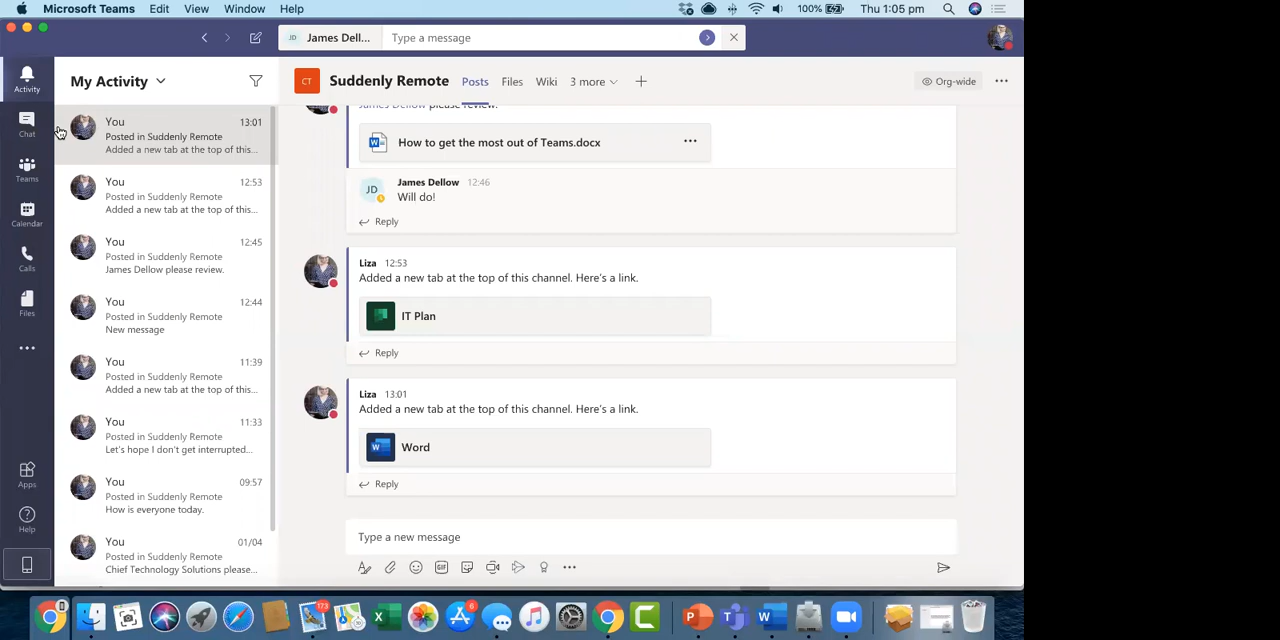 Microsoft Teams Edit View Window Help 100% Thu 1:05 pm
JD James Dell... Type a message
Activity
Chat
Teams
Calendar
Calls
Files
Apps
Help
My Activity
You 13:01
Posted in Suddenly Remote
Added a new tab at the top of this...
You 12:53
Posted in Suddenly Remote
Added a new tab at the top of this...
You 12:45
Posted in Suddenly Remote
James Dellow please review.
You 12:44
Posted in Suddenly Remote
New message
You 11:39
Posted in Suddenly Remote
Added a new tab at the top of this...
You 11:33
Posted in Suddenly Remote
Let's hope I don't get interrupted...
You 09:57
Posted in Suddenly Remote
How is everyone today.
You 01/04
Posted in Suddenly Remote
Chief Technology Solutions please...
CT Suddenly Remote Posts Files Wiki 3 more Org-wide
James Dellow please review.
How to get the most out of Teams.docx
JD James Dellow 12:46
Will do!
Reply
Liza 12:53
Added a new tab at the top of this channel. Here's a link.
IT Plan
Reply
Liza 13:01
Added a new tab at the top of this channel. Here's a link.
W Word
Reply
Type a new message
GIF
173
6